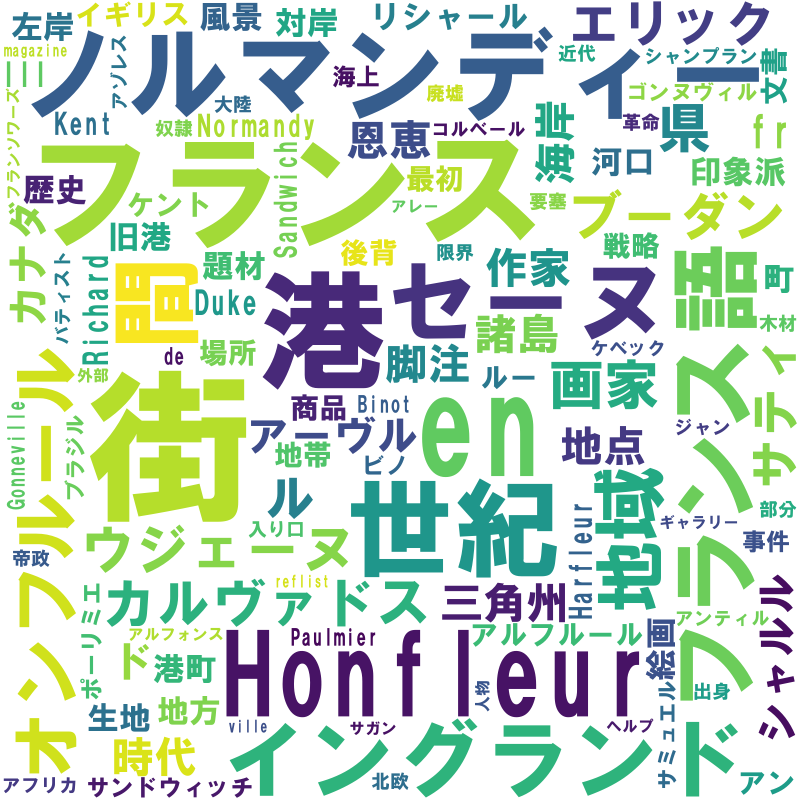 左岸
イギリス
風景
対岸
リシャール
エリック
magazine
ニー
アゾレス
ノルマンディー
海上
近代
シャンプラン
文書
大陸
廃墟
ゴンヌヴィル
フランソワーズ
Kent
奴隷
Normandy
恩恵
コルベール
海岸
革命
県
fr
フランス
河口
印象派
歴史
ケント
Sandwich
最初
アレー
要塞
ブーダン
カナダ
旧港
後背
限界
戦略
バティスト
Richard
間
題材
港
セーヌ
作家
語
町
Duke
諸島
木材
de
場所
脚注
ケベック
外部
オンフルール
街
商品
Binot
ルー
画家
フランス
サティ
Gonneville
ブラジル
アーヴル
en
地点
ジャン
地帯
ビノ
ル
世紀
地域
部分
ウジェーヌ
入り口
Harfleur
ギャラリー
事件
帝政
reflist
ポーリミエ
カルヴァドス
三角州
シャルル
アルフォンス
Honfleur
Paulmier
アルフルール
アンティル
絵画
ド
港町
人物
サミュエル
出身
ド
生地
地方
ville
サガン
ヘルプ
時代
イングランド
アフリカ
サンドウィッチ
北欧
アン